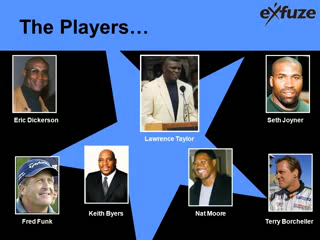 The Players…
eXfuze
Eric Dickerson
Lawrence Taylor
Seth Joyner
Fred Funk
Keith Byers
Nat Moore
Terry Borcheller